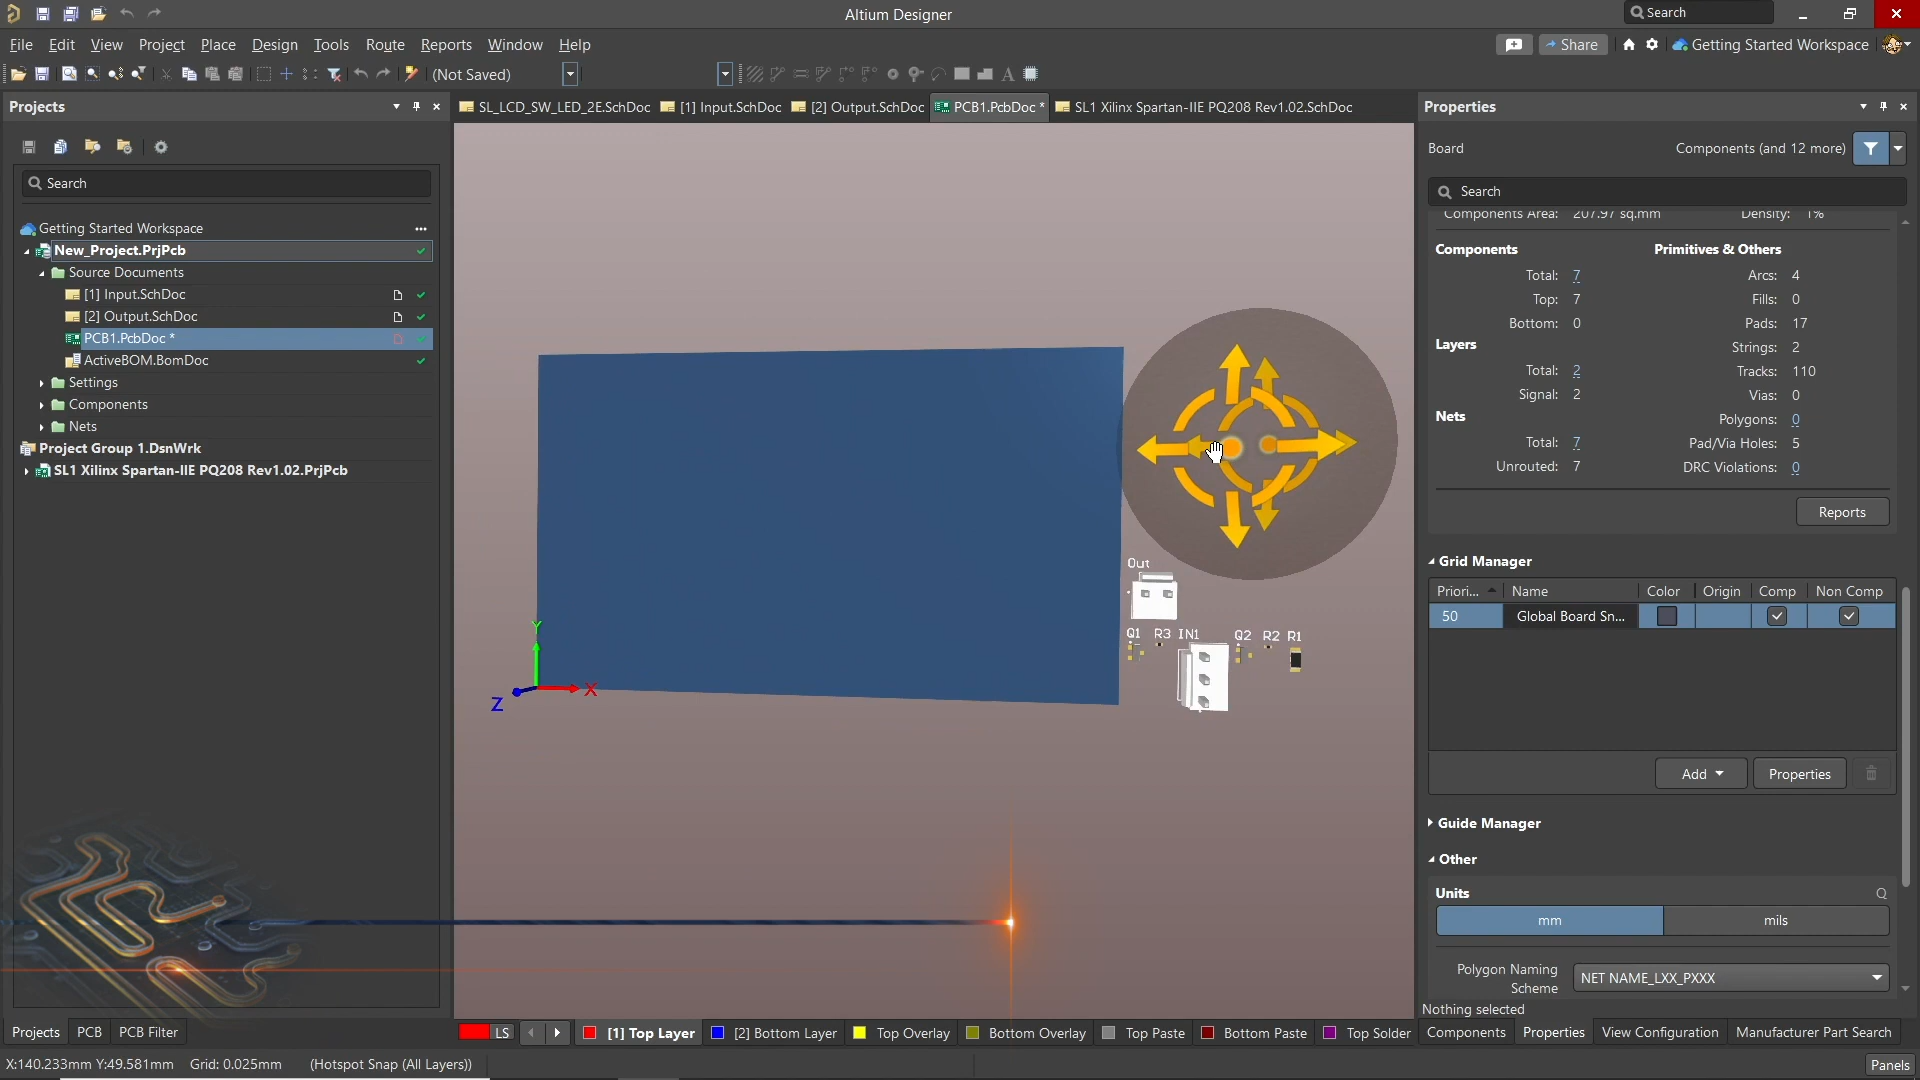 Altium Designer
Search
File Edit View Project Place Design Tools Route Reports Window Help
Share
Getting Started Workspace
(Not Saved)
Projects
SL_LCD_SW_LED_2E.SchDoc
[1] Input.SchDoc
[2] Output.SchDoc
PCB1.PcbDoc *
SL1 Xilinx Spartan-IIE PQ208 Rev1.02.SchDoc
Properties
Search
Getting Started Workspace
New_Project.PrjPcb
Source Documents
[1] Input.SchDoc
[2] Output.SchDoc
PCB1.PcbDoc *
ActiveBOM.BomDoc
Settings
Components
Nets
Project Group 1.DsnWrk
SL1 Xilinx Spartan-IIE PQ208 Rev1.02.PrjPcb
Out
Q1 R3 IN1 Q2 R2 R1
Y
X
Z
Board Components (and 12 more)
Search
Components Area: 207.97 sq.mm Density: 1%
Components Primitives & Others
Total: 7 Arcs: 4
Top: 7 Fills: 0
Bottom: 0 Pads: 17
Layers Strings: 2
Total: 2 Tracks: 110
Signal: 2 Vias: 0
Nets Polygons: 0
Total: 7 Pad/Via Holes: 5
Unrouted: 7 DRC Violations: 0
Reports
Grid Manager
Priori... Name Color Origin Comp Non Comp
50 Global Board Sn...
Add Properties
Guide Manager
Other
Units
mm mils
Polygon Naming Scheme NET NAME_LXX_PXXX
Nothing selected
Projects PCB PCB Filter
LS [1] Top Layer [2] Bottom Layer Top Overlay Bottom Overlay Top Paste Bottom Paste Top Solder
Components Properties View Configuration Manufacturer Part Search
X:140.233mm Y:49.581mm Grid: 0.025mm (Hotspot Snap (All Layers))
Panels